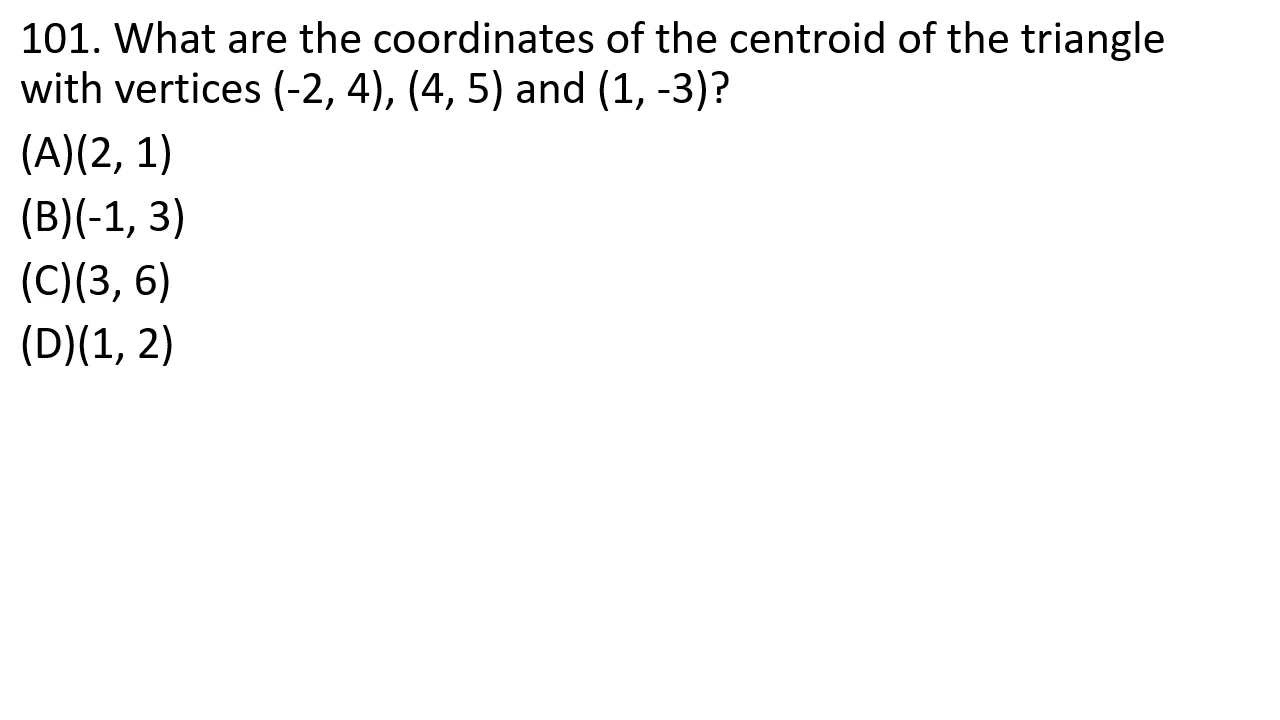 101. What are the coordinates of the centroid of the triangle
with vertices (-2, 4), (4, 5) and (1, -3)?
(A)(2, 1)
(B)(-1, 3)
(C)(3, 6)
(D)(1, 2)